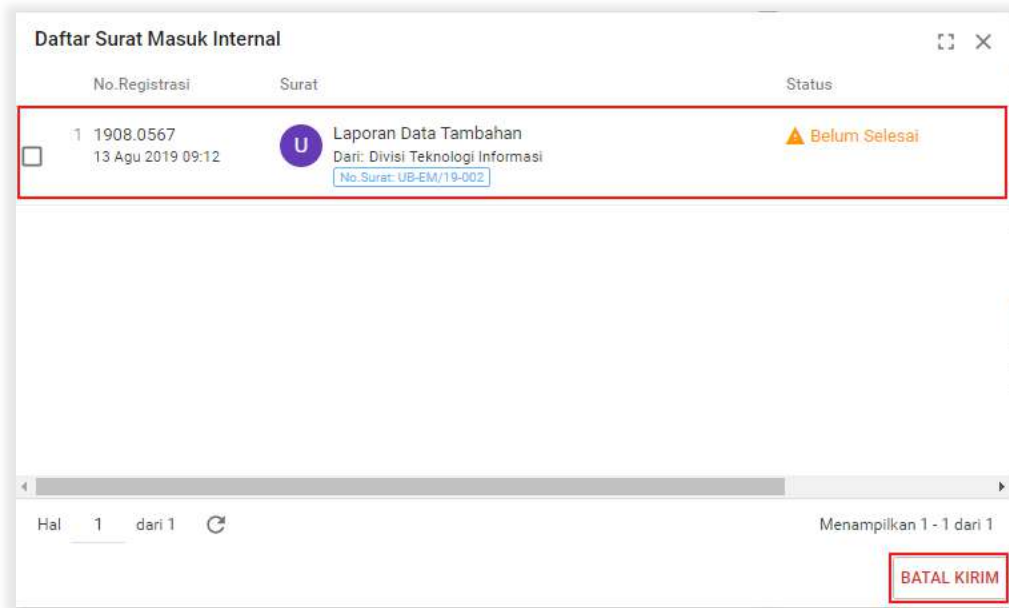 Daftar Surat Masuk Internal
No.Registrasi Surat Status
1 1908.0567 U Laporan Data Tambahan Belum Selesai
13 Agu 2019 09:12 Dari: Divisi Teknologi Informasi
No.Surat: UB-EM/19-002
Hal 1 dari 1 Menampilkan 1 - 1 dari 1
BATAL KIRIM